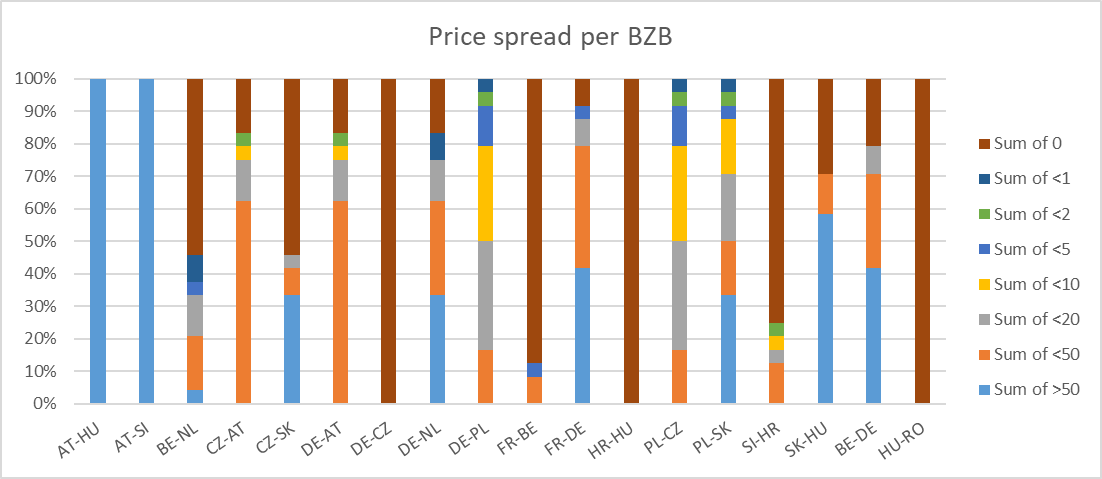 Price spread per BZB
100%
90%
80%
70%
60%
50%
40%
30%
20%
10%
0%
AT-HU
AT-SI
BE-NL
CZ-AT
CZ-SK
DE-AT
DE-CZ
DE-NL
DE-PL
FR-BE
FR-DE
HR-HU
PL-CZ
PL-SK
SI-HR
SK-HU
BE-DE
HU-RO
Sum of 0
Sum of <1
Sum of <2
Sum of <5
Sum of <10
Sum of <20
Sum of <50
Sum of >50